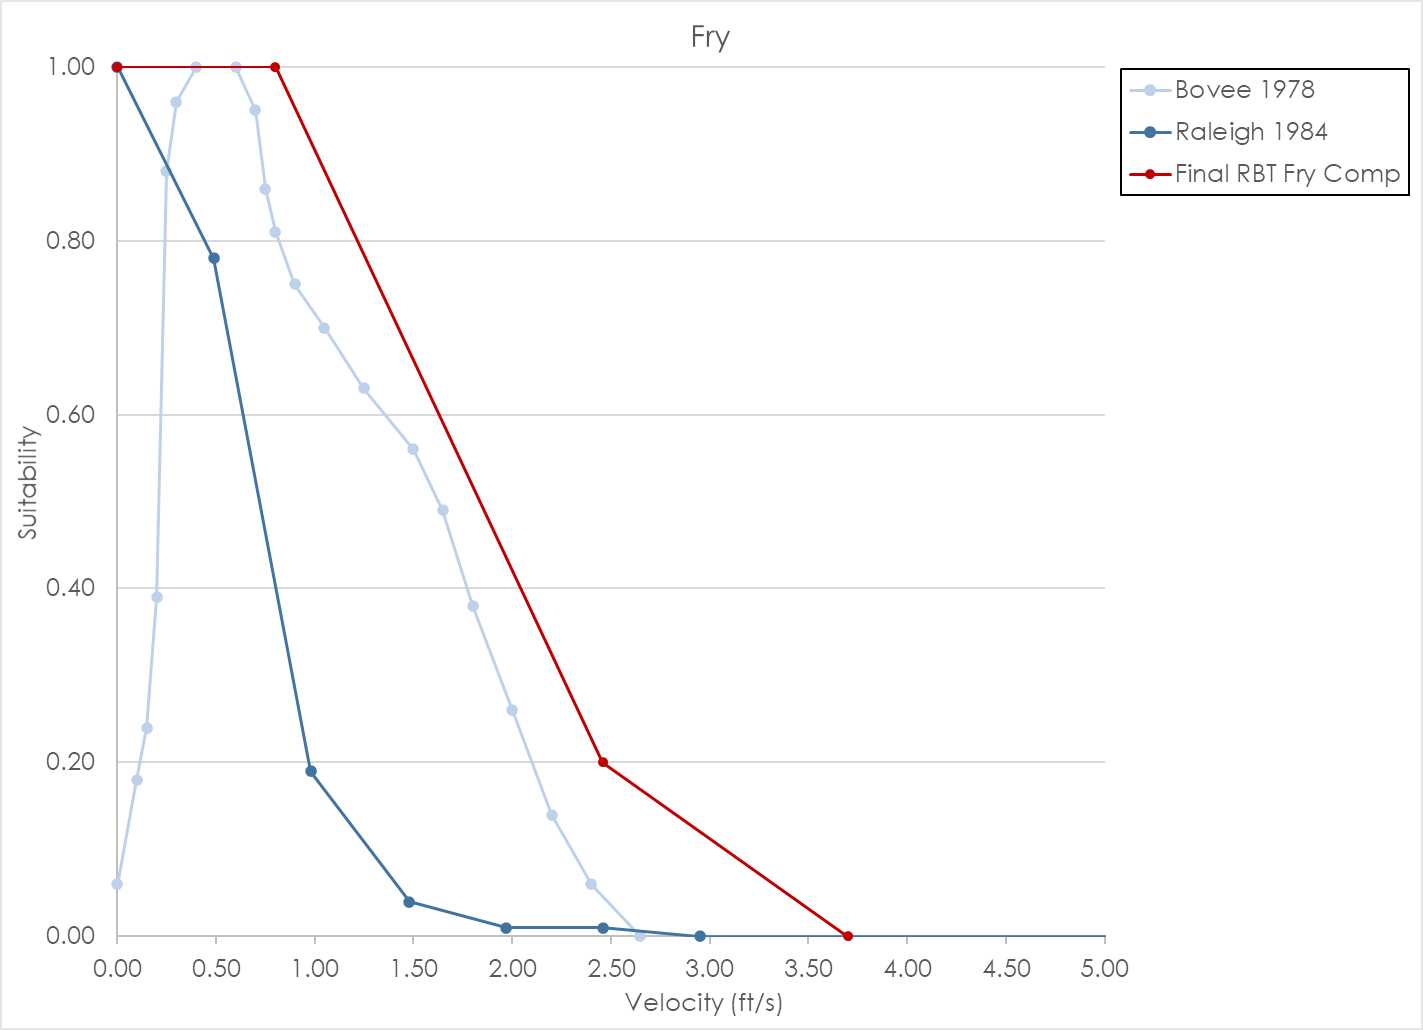 Fry
1.00
0.80
0.60
0.40
0.20
0.00
Suitability
0.00 0.50 1.00 1.50 2.00 2.50 3.00 3.50 4.00 4.50 5.00
Velocity (ft/s)
Bovee 1978
Raleigh 1984
Final RBT Fry Comp